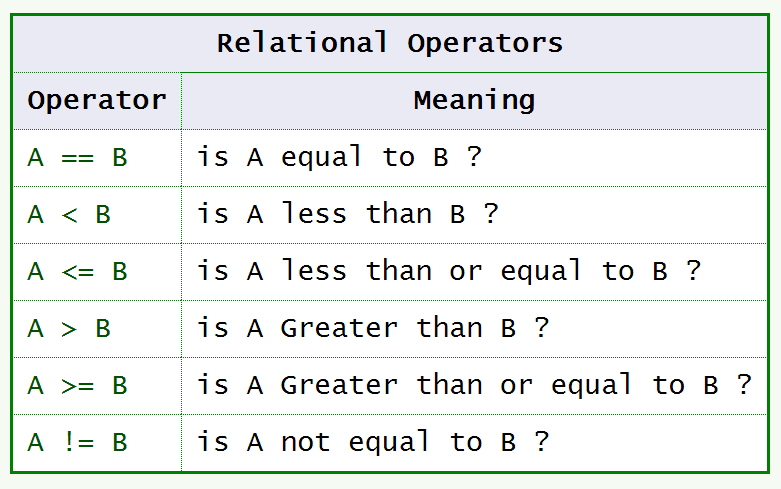 Relational Operators
Operator Meaning
A == B is A equal to B ?
A < B is A less than B ?
A <= B is A less than or equal to B ?
A > B is A Greater than B ?
A >= B is A Greater than or equal to B ?
A != B is A not equal to B ?